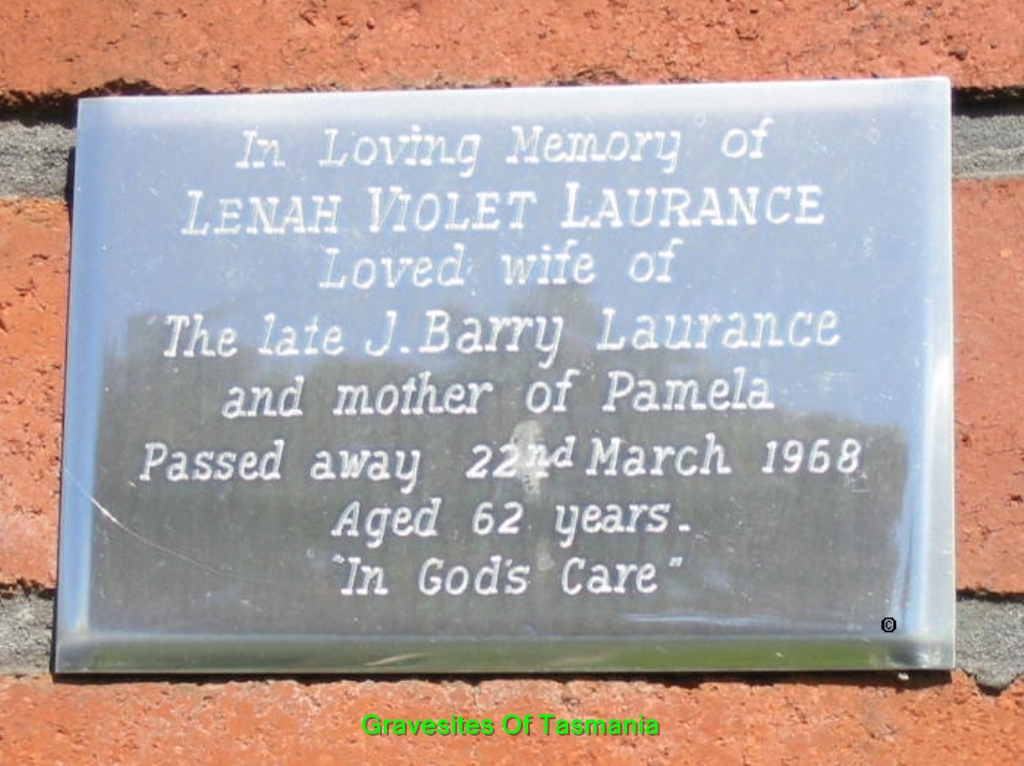 In Loving Memory of
LENAH VIOLET LAURANCE
Loved wife of
The late J. Barry Laurance
and mother of Pamela
Passed away 22nd March 1968
Aged 62 years.
"In God's Care"
©
Gravesites Of Tasmania